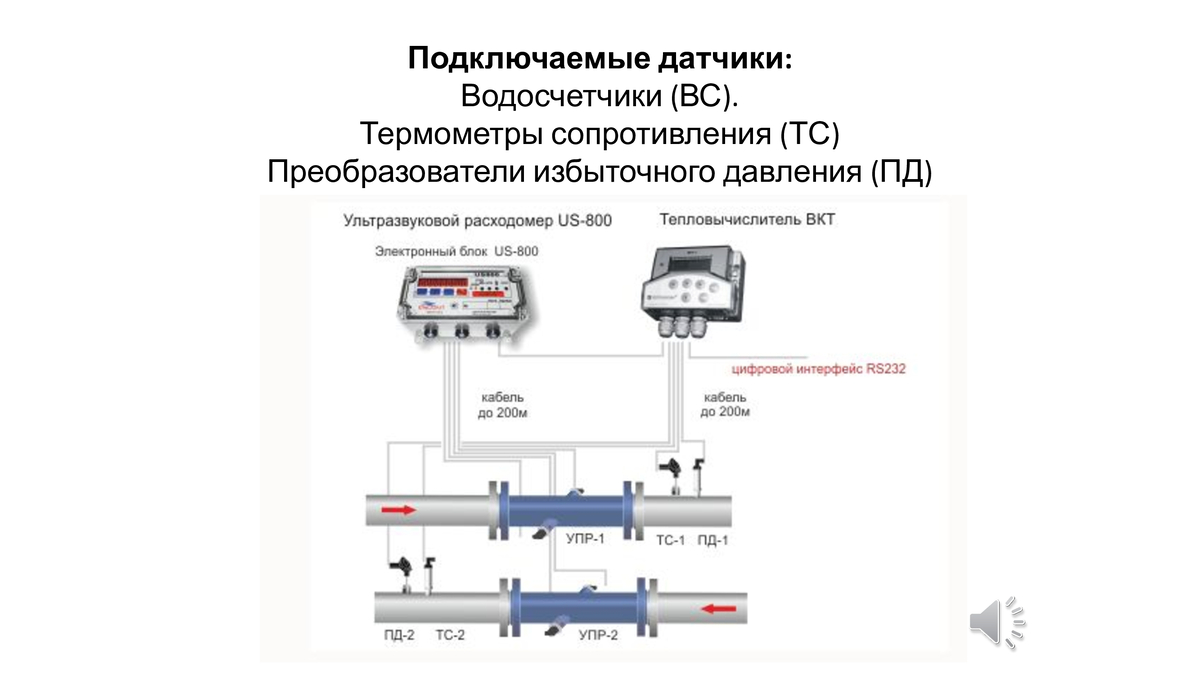 Подключаемые датчики:
Водосчетчики (ВС).
Термометры сопротивления (ТС)
Преобразователи избыточного давления (ПД)
Ультразвуковой расходомер US-800
Тепловычислитель ВКТ
Электронный блок US-800
US800
цифровой интерфейс RS232
кабель
до 200м
кабель
до 200м
УПР-1
ТС-1
ПД-1
ПД-2
ТС-2
УПР-2